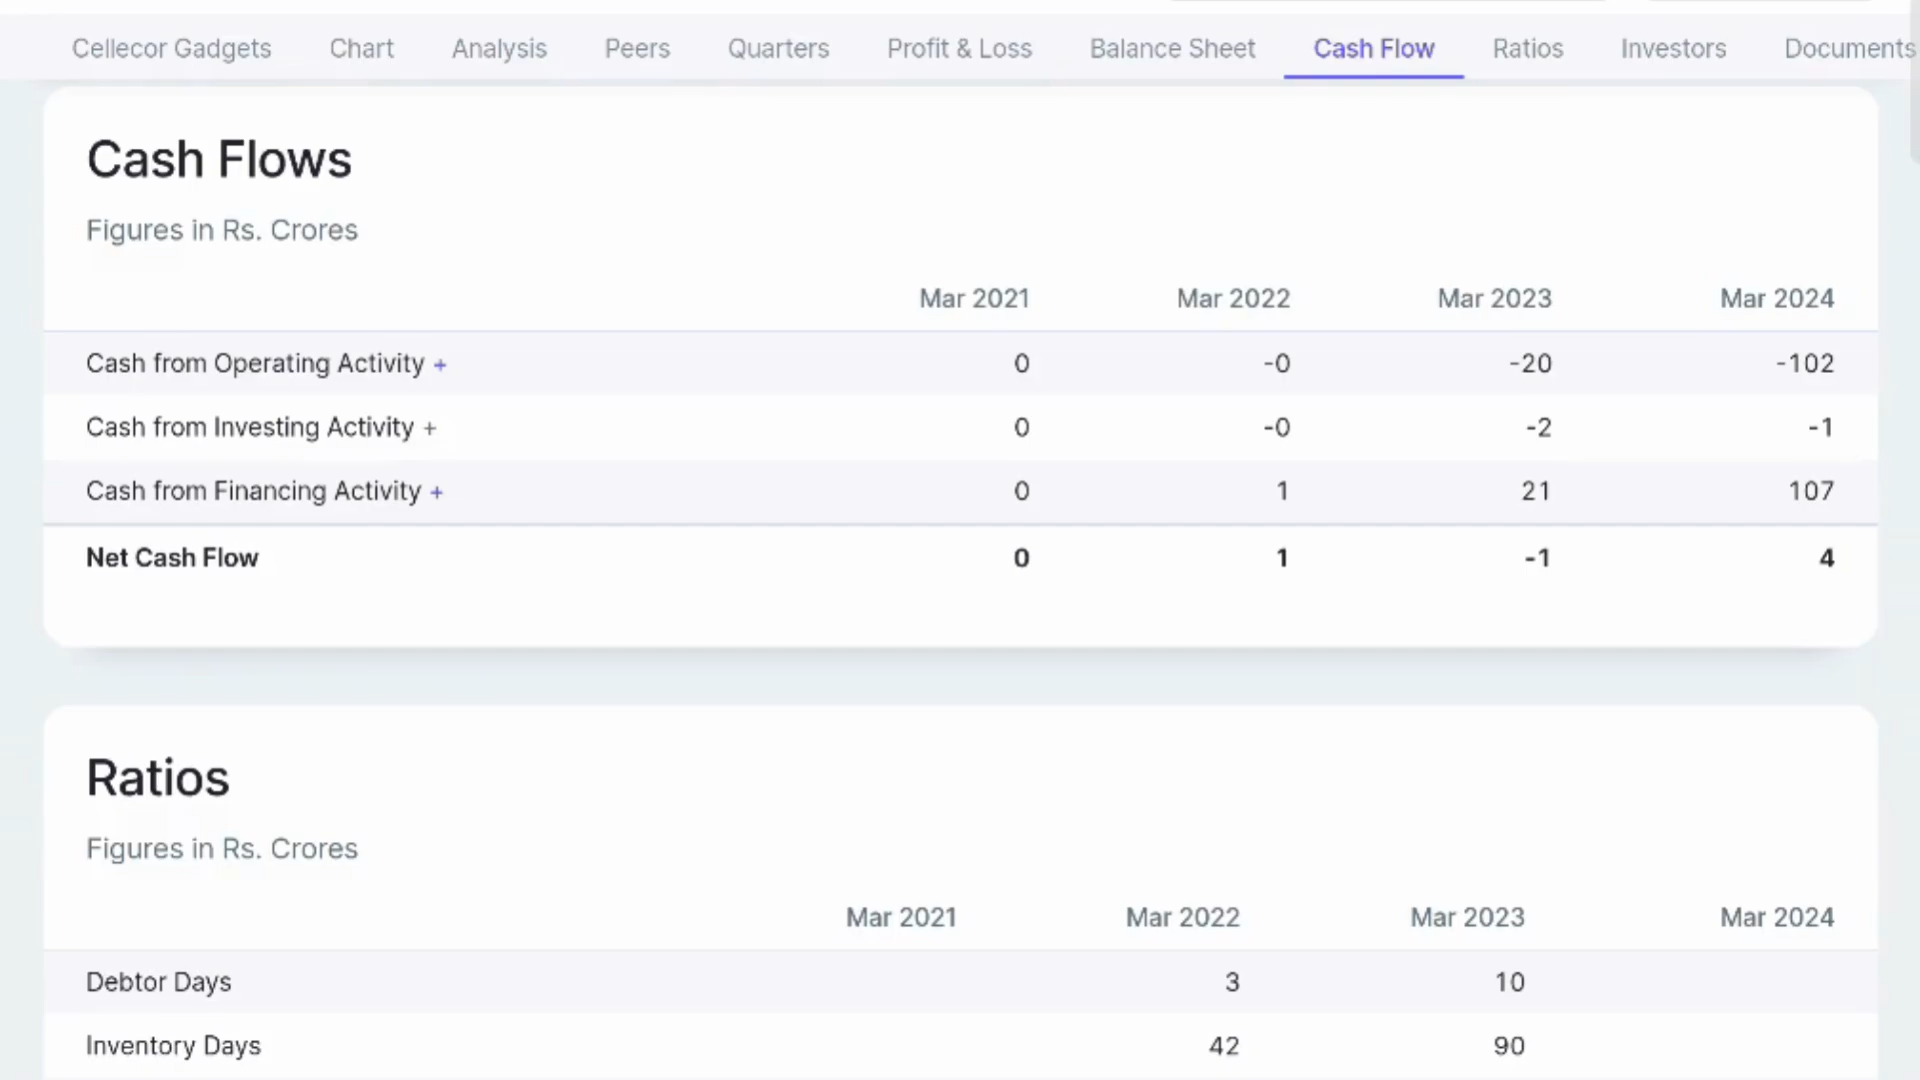 Cellecor Gadgets Chart Analysis Peers Quarters Profit & Loss Balance Sheet Cash Flow Ratios Investors Documents
Cash Flows
Figures in Rs. Crores
Mar 2021 Mar 2022 Mar 2023 Mar 2024
Cash from Operating Activity + 0 -0 -20 -102
Cash from Investing Activity + 0 -0 -2 -1
Cash from Financing Activity + 0 1 21 107
Net Cash Flow 0 1 -1 4
Ratios
Figures in Rs. Crores
Mar 2021 Mar 2022 Mar 2023 Mar 2024
Debtor Days 3 10
Inventory Days 42 90